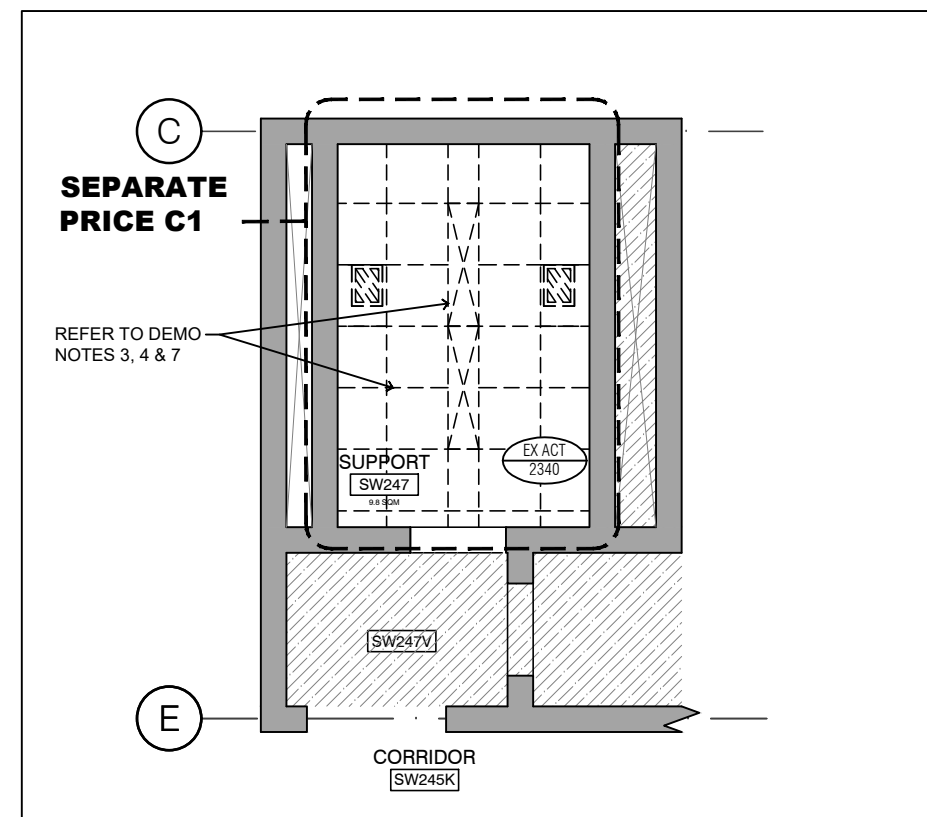 C
SEPARATE
PRICE C1
REFER TO DEMO
NOTES 3, 4 & 7
SUPPORT
SW247
9.8 SQM
EX ACT
2340
SW247V
E
CORRIDOR
SW245K